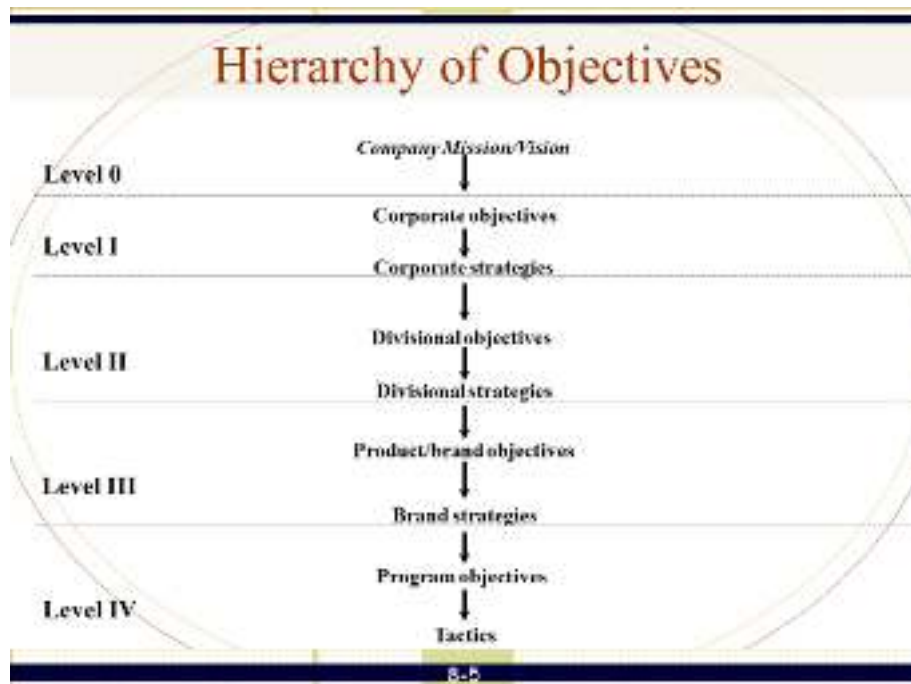 Hierarchy of Objectives
Company Mission/Vision
Level 0
Corporate objectives
Level I
Corporate strategies
Divisional objectives
Level II
Divisional strategies
Product/brand objectives
Level III
Brand strategies
Program objectives
Level IV
Tactics
8-5